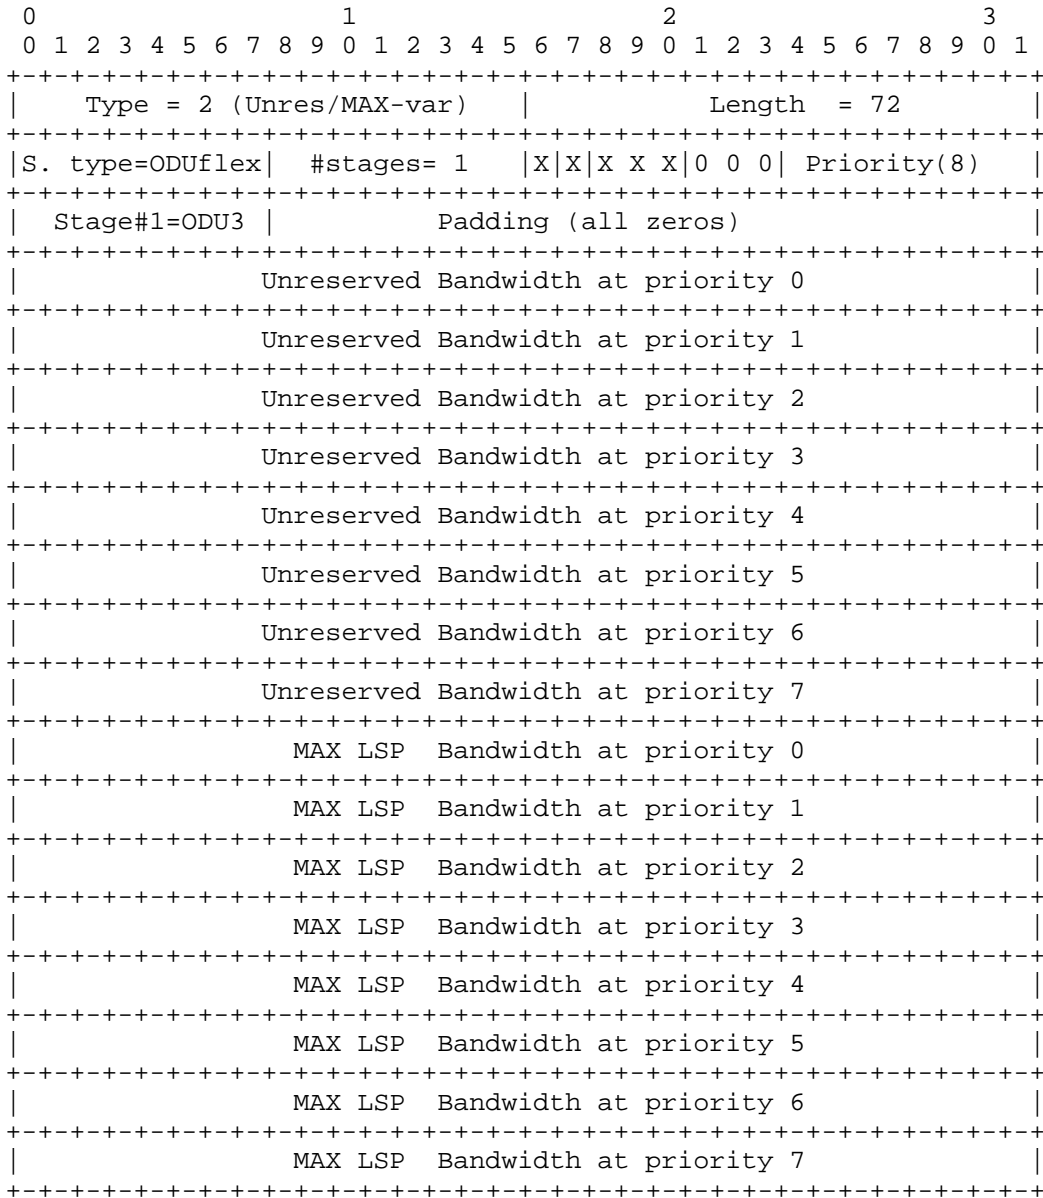 0                   1                   2                   3
 0 1 2 3 4 5 6 7 8 9 0 1 2 3 4 5 6 7 8 9 0 1 2 3 4 5 6 7 8 9 0 1
+-+-+-+-+-+-+-+-+-+-+-+-+-+-+-+-+-+-+-+-+-+-+-+-+-+-+-+-+-+-+-+-+
|    Type = 2 (Unres/MAX-var)   |           Length  = 72        |
+-+-+-+-+-+-+-+-+-+-+-+-+-+-+-+-+-+-+-+-+-+-+-+-+-+-+-+-+-+-+-+-+
|S. type=ODUflex|  #stages= 1   |X|X|X X X|0 0 0| Priority(8)   |
+-+-+-+-+-+-+-+-+-+-+-+-+-+-+-+-+-+-+-+-+-+-+-+-+-+-+-+-+-+-+-+-+
|  Stage#1=ODU3 |          Padding (all zeros)                  |
+-+-+-+-+-+-+-+-+-+-+-+-+-+-+-+-+-+-+-+-+-+-+-+-+-+-+-+-+-+-+-+-+
|               Unreserved Bandwidth at priority 0              |
+-+-+-+-+-+-+-+-+-+-+-+-+-+-+-+-+-+-+-+-+-+-+-+-+-+-+-+-+-+-+-+-+
|               Unreserved Bandwidth at priority 1              |
+-+-+-+-+-+-+-+-+-+-+-+-+-+-+-+-+-+-+-+-+-+-+-+-+-+-+-+-+-+-+-+-+
|               Unreserved Bandwidth at priority 2              |
+-+-+-+-+-+-+-+-+-+-+-+-+-+-+-+-+-+-+-+-+-+-+-+-+-+-+-+-+-+-+-+-+
|               Unreserved Bandwidth at priority 3              |
+-+-+-+-+-+-+-+-+-+-+-+-+-+-+-+-+-+-+-+-+-+-+-+-+-+-+-+-+-+-+-+-+
|               Unreserved Bandwidth at priority 4              |
+-+-+-+-+-+-+-+-+-+-+-+-+-+-+-+-+-+-+-+-+-+-+-+-+-+-+-+-+-+-+-+-+
|               Unreserved Bandwidth at priority 5              |
+-+-+-+-+-+-+-+-+-+-+-+-+-+-+-+-+-+-+-+-+-+-+-+-+-+-+-+-+-+-+-+-+
|               Unreserved Bandwidth at priority 6              |
+-+-+-+-+-+-+-+-+-+-+-+-+-+-+-+-+-+-+-+-+-+-+-+-+-+-+-+-+-+-+-+-+
|               Unreserved Bandwidth at priority 7              |
+-+-+-+-+-+-+-+-+-+-+-+-+-+-+-+-+-+-+-+-+-+-+-+-+-+-+-+-+-+-+-+-+
|                 MAX LSP  Bandwidth at priority 0              |
+-+-+-+-+-+-+-+-+-+-+-+-+-+-+-+-+-+-+-+-+-+-+-+-+-+-+-+-+-+-+-+-+
|                 MAX LSP  Bandwidth at priority 1              |
+-+-+-+-+-+-+-+-+-+-+-+-+-+-+-+-+-+-+-+-+-+-+-+-+-+-+-+-+-+-+-+-+
|                 MAX LSP  Bandwidth at priority 2              |
+-+-+-+-+-+-+-+-+-+-+-+-+-+-+-+-+-+-+-+-+-+-+-+-+-+-+-+-+-+-+-+-+
|                 MAX LSP  Bandwidth at priority 3              |
+-+-+-+-+-+-+-+-+-+-+-+-+-+-+-+-+-+-+-+-+-+-+-+-+-+-+-+-+-+-+-+-+
|                 MAX LSP  Bandwidth at priority 4              |
+-+-+-+-+-+-+-+-+-+-+-+-+-+-+-+-+-+-+-+-+-+-+-+-+-+-+-+-+-+-+-+-+
|                 MAX LSP  Bandwidth at priority 5              |
+-+-+-+-+-+-+-+-+-+-+-+-+-+-+-+-+-+-+-+-+-+-+-+-+-+-+-+-+-+-+-+-+
|                 MAX LSP  Bandwidth at priority 6              |
+-+-+-+-+-+-+-+-+-+-+-+-+-+-+-+-+-+-+-+-+-+-+-+-+-+-+-+-+-+-+-+-+
|                 MAX LSP  Bandwidth at priority 7              |
+-+-+-+-+-+-+-+-+-+-+-+-+-+-+-+-+-+-+-+-+-+-+-+-+-+-+-+-+-+-+-+-+